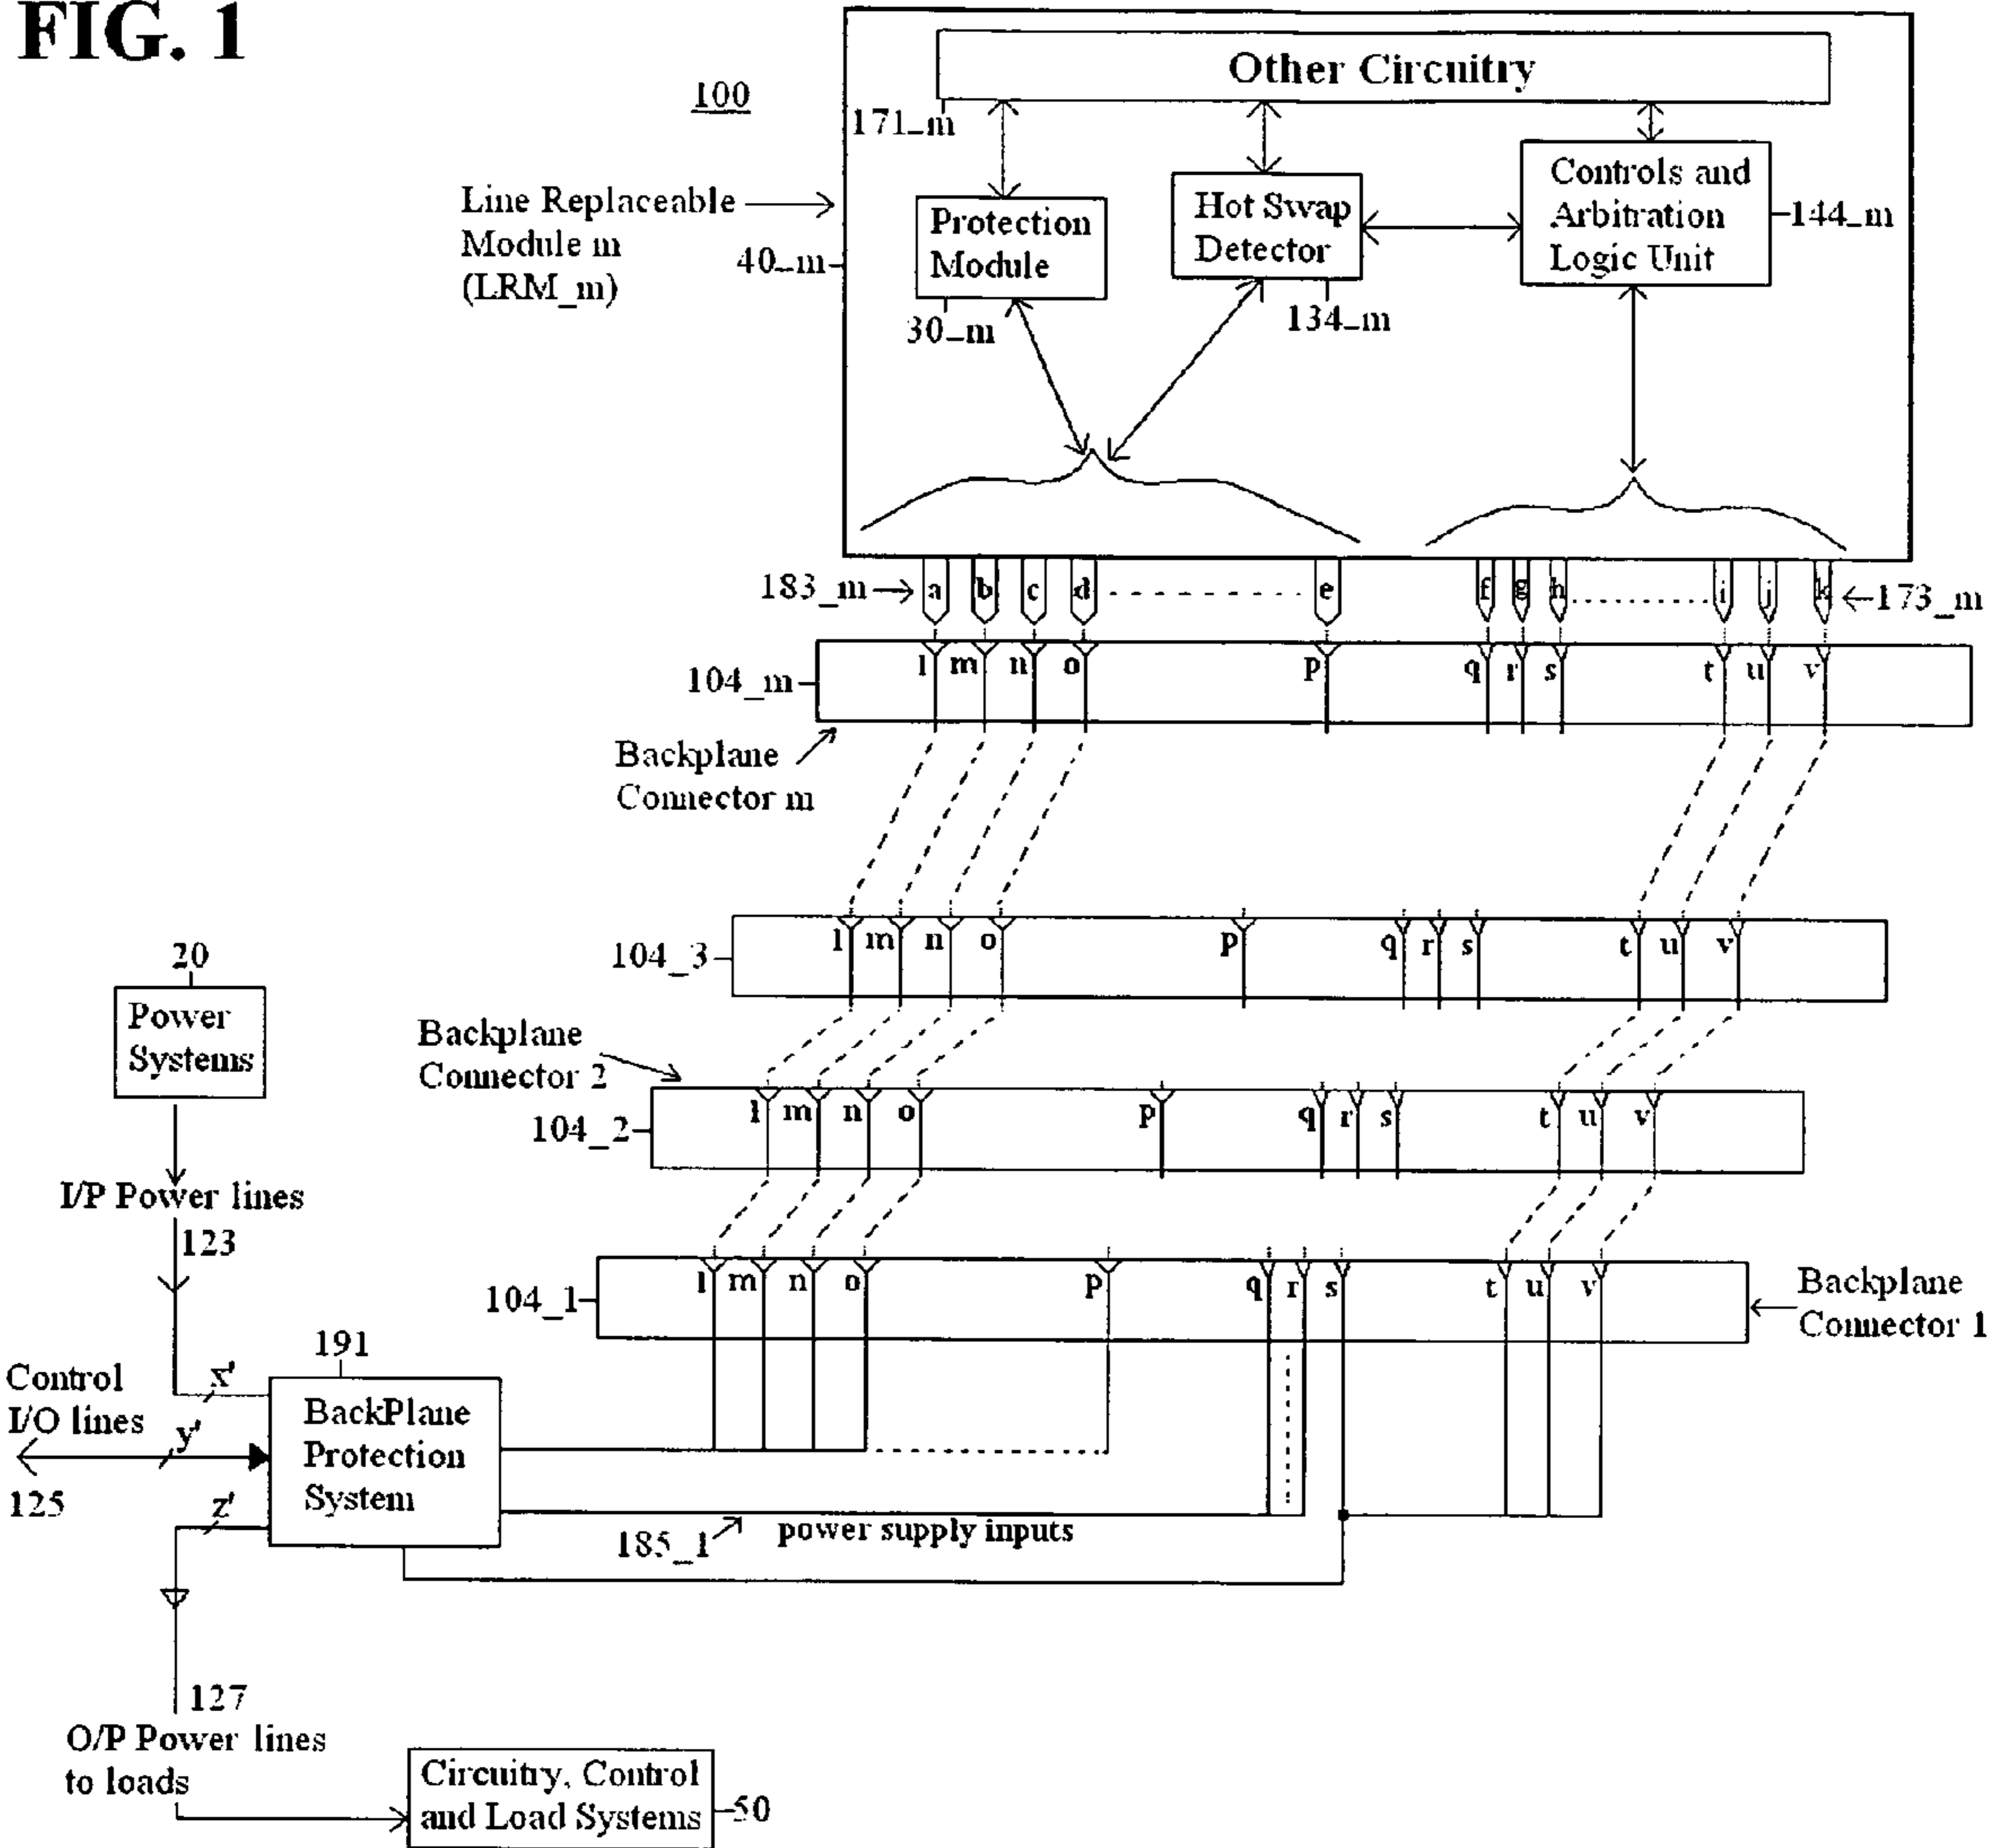 FIG. 1
100
Other Circuitry
171_m
Line Replaceable
Module m
(LRM_m)
40_m
Protection
Module
30_m
Hot Swap
Detector
134_m
Controls and
Arbitration
Logic Unit
144_m
183_m
a b c d e f g h i j k
173_m
104_m
l m n o p q r s t u v
Backplane
Connector m
104_3
l m n o p q r s t u v
20
Power
Systems
Backplane
Connector 2
104_2
l m n o p q r s t u v
I/P Power lines
123
104_1
l m n o p q r s t u v
Backplane
Connector 1
191
Control
I/O lines
x'
y'
125
z'
BackPlane
Protection
System
185_1
power supply inputs
127
O/P Power lines
to loads
Circuitry, Control
and Load Systems
50